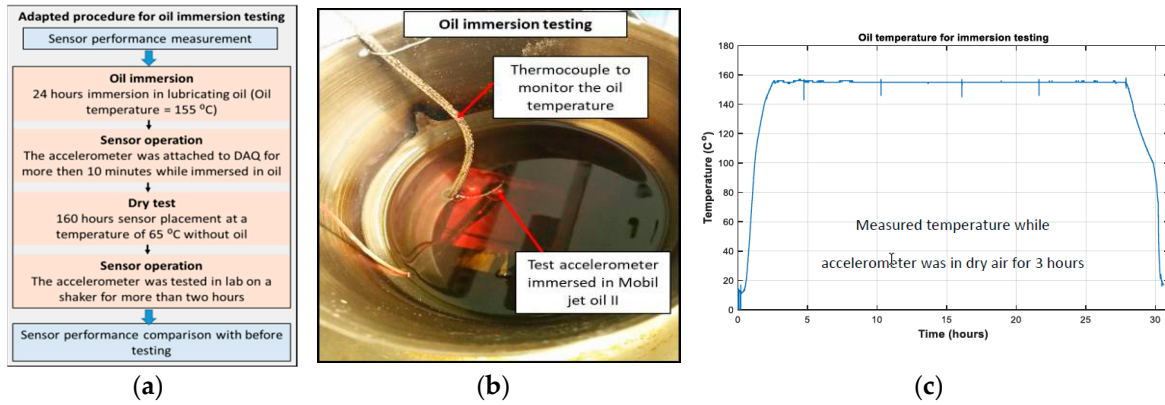 Adapted procedure for oil immersion testing
Sensor performance measurement
Oil immersion
24 hours immersion in lubricating oil (Oil
temperature = 155 ⁰C)
Sensor operation
The accelerometer was attached to DAQ for
more then 10 minutes while immersed in oil
Dry test
160 hours sensor placement at a
temperature of 65 ⁰C without oil
Sensor operation
The accelerometer was tested in lab on a
shaker for more than two hours
Sensor performance comparison with before
testing
(a)
Oil immersion testing
Thermocouple to
monitor the oil
temperature
Test accelerometer
immersed in Mobil
jet oil II
(b)
Oil temperature for immersion testing
180
160
140
120
100
80
60
40
20
0
Temperature (C°)
Measured temperature while
accelerometer was in dry air for 3 hours
0 5 10 15 20 25 30
Time (hours)
(c)